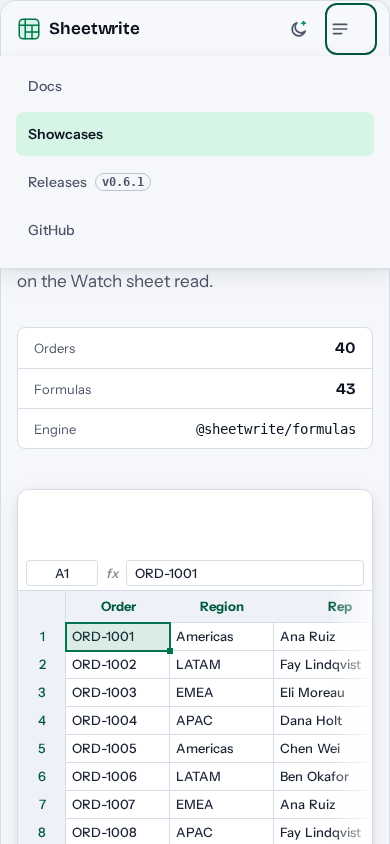 Sheetwrite
Docs
Showcases
Releases v0.6.1
GitHub
on the Watch sheet read.
Orders 40
Formulas 43
Engine @sheetwrite/formulas
A1 fx ORD-1001
Order Region Rep
1 ORD-1001 Americas Ana Ruiz
2 ORD-1002 LATAM Fay Lindqvist
3 ORD-1003 EMEA Eli Moreau
4 ORD-1004 APAC Dana Holt
5 ORD-1005 Americas Chen Wei
6 ORD-1006 LATAM Ben Okafor
7 ORD-1007 EMEA Ana Ruiz
8 ORD-1008 APAC Fay Lindqvist